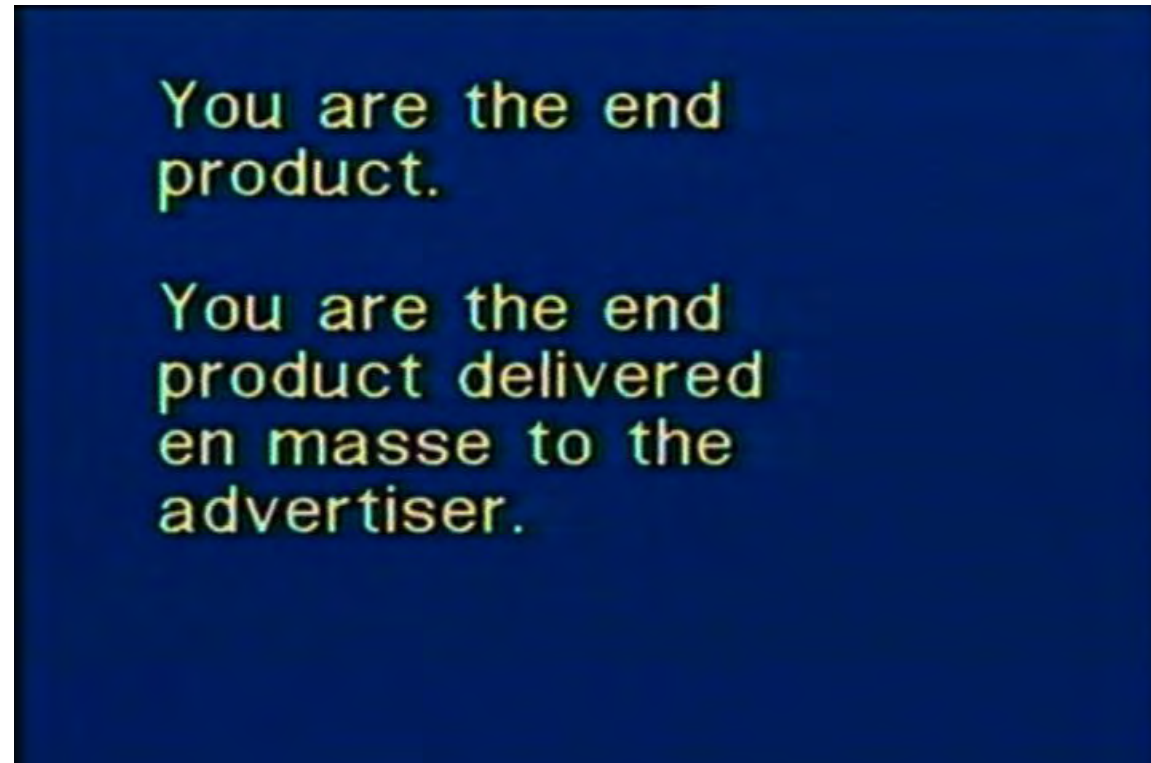 You are the end
product.
You are the end
product delivered
en masse to the
advertiser.